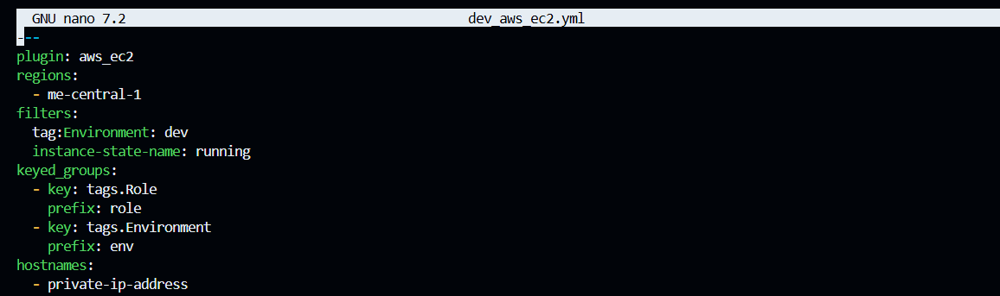 GNU nano 7.2 dev_aws_ec2.yml
---
plugin: aws_ec2
regions:
  - me-central-1
filters:
  tag:Environment: dev
  instance-state-name: running
keyed_groups:
  - key: tags.Role
    prefix: role
  - key: tags.Environment
    prefix: env
hostnames:
  - private-ip-address